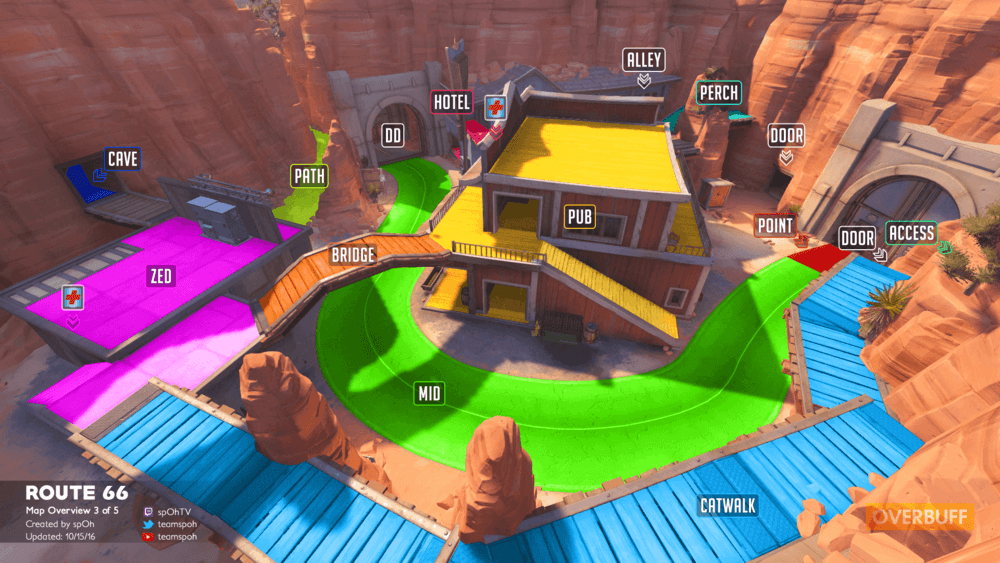 ALLEY
HOTEL
PERCH
DD
DOOR
CAVE
PATH
PUB
POINT
DOOR
ACCESS
BRIDGE
ZED
MID
CATWALK
ROUTE 66
Map Overview 3 of 5
Created by spOh
Updated: 10/15/16
spOhTV
teamspoh
teamspoh
OVERBUFF